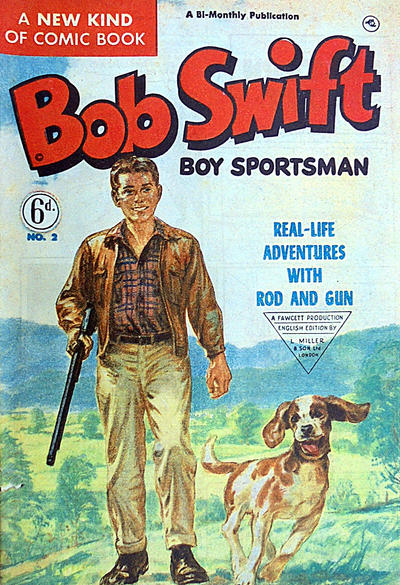 A NEW KIND
OF COMIC BOOK
A Bi-Monthly Publication
Bob Swift
BOY SPORTSMAN
6d.
NO. 2
REAL-LIFE
ADVENTURES
WITH
ROD AND GUN
A FAWCETT PRODUCTION
ENGLISH EDITION BY
L. MILLER
& SON LTD.
LONDON